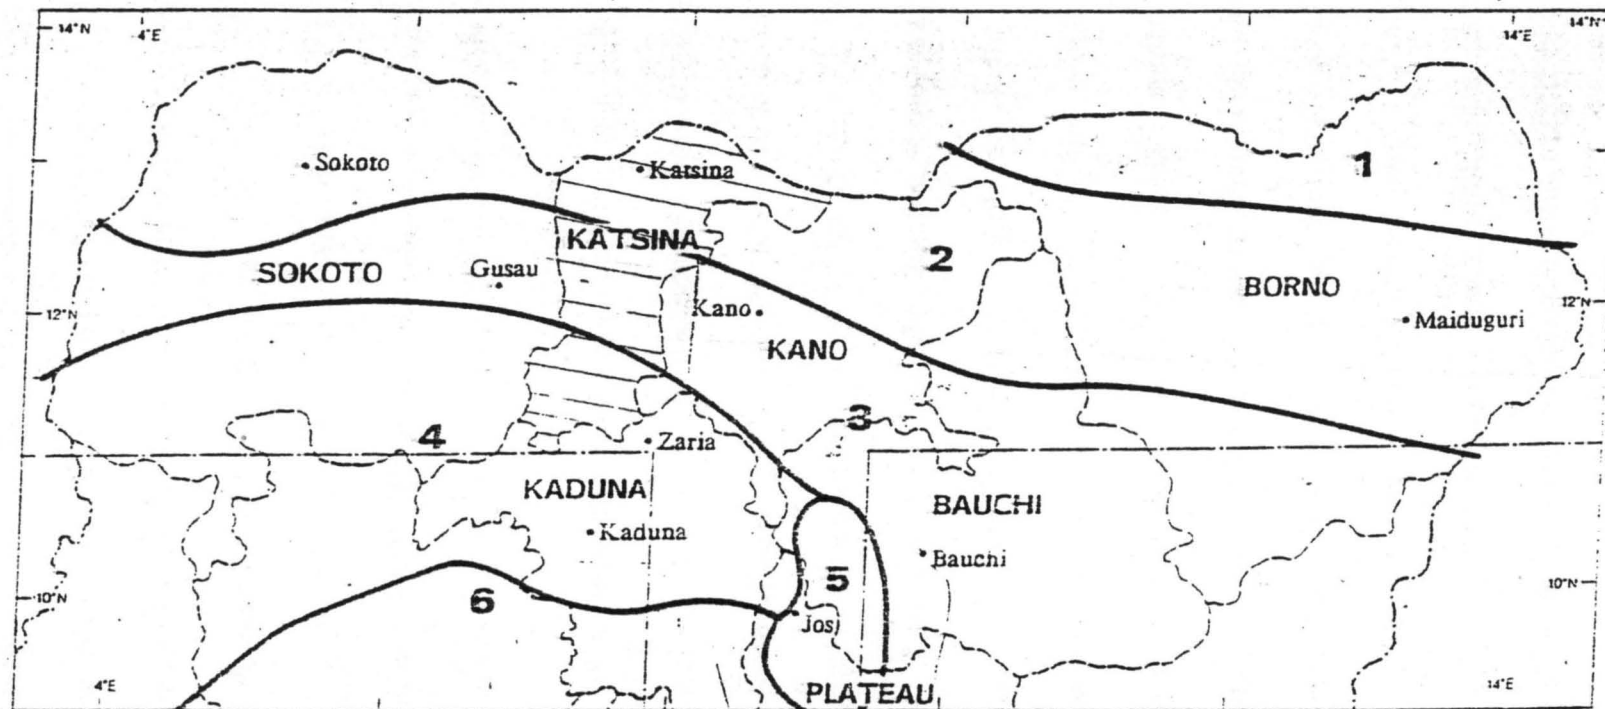 14°N
4°E
14°E
14°N
Sokoto
Katsina
1
KATSINA
2
SOKOTO
Gusau
BORNO
12°N
Kano
12°N
Maiduguri
KANO
3
4
Zaria
KADUNA
BAUCHI
Kaduna
Bauchi
5
10°N
6
10°N
Jos
4°E
PLATEAU
14°E